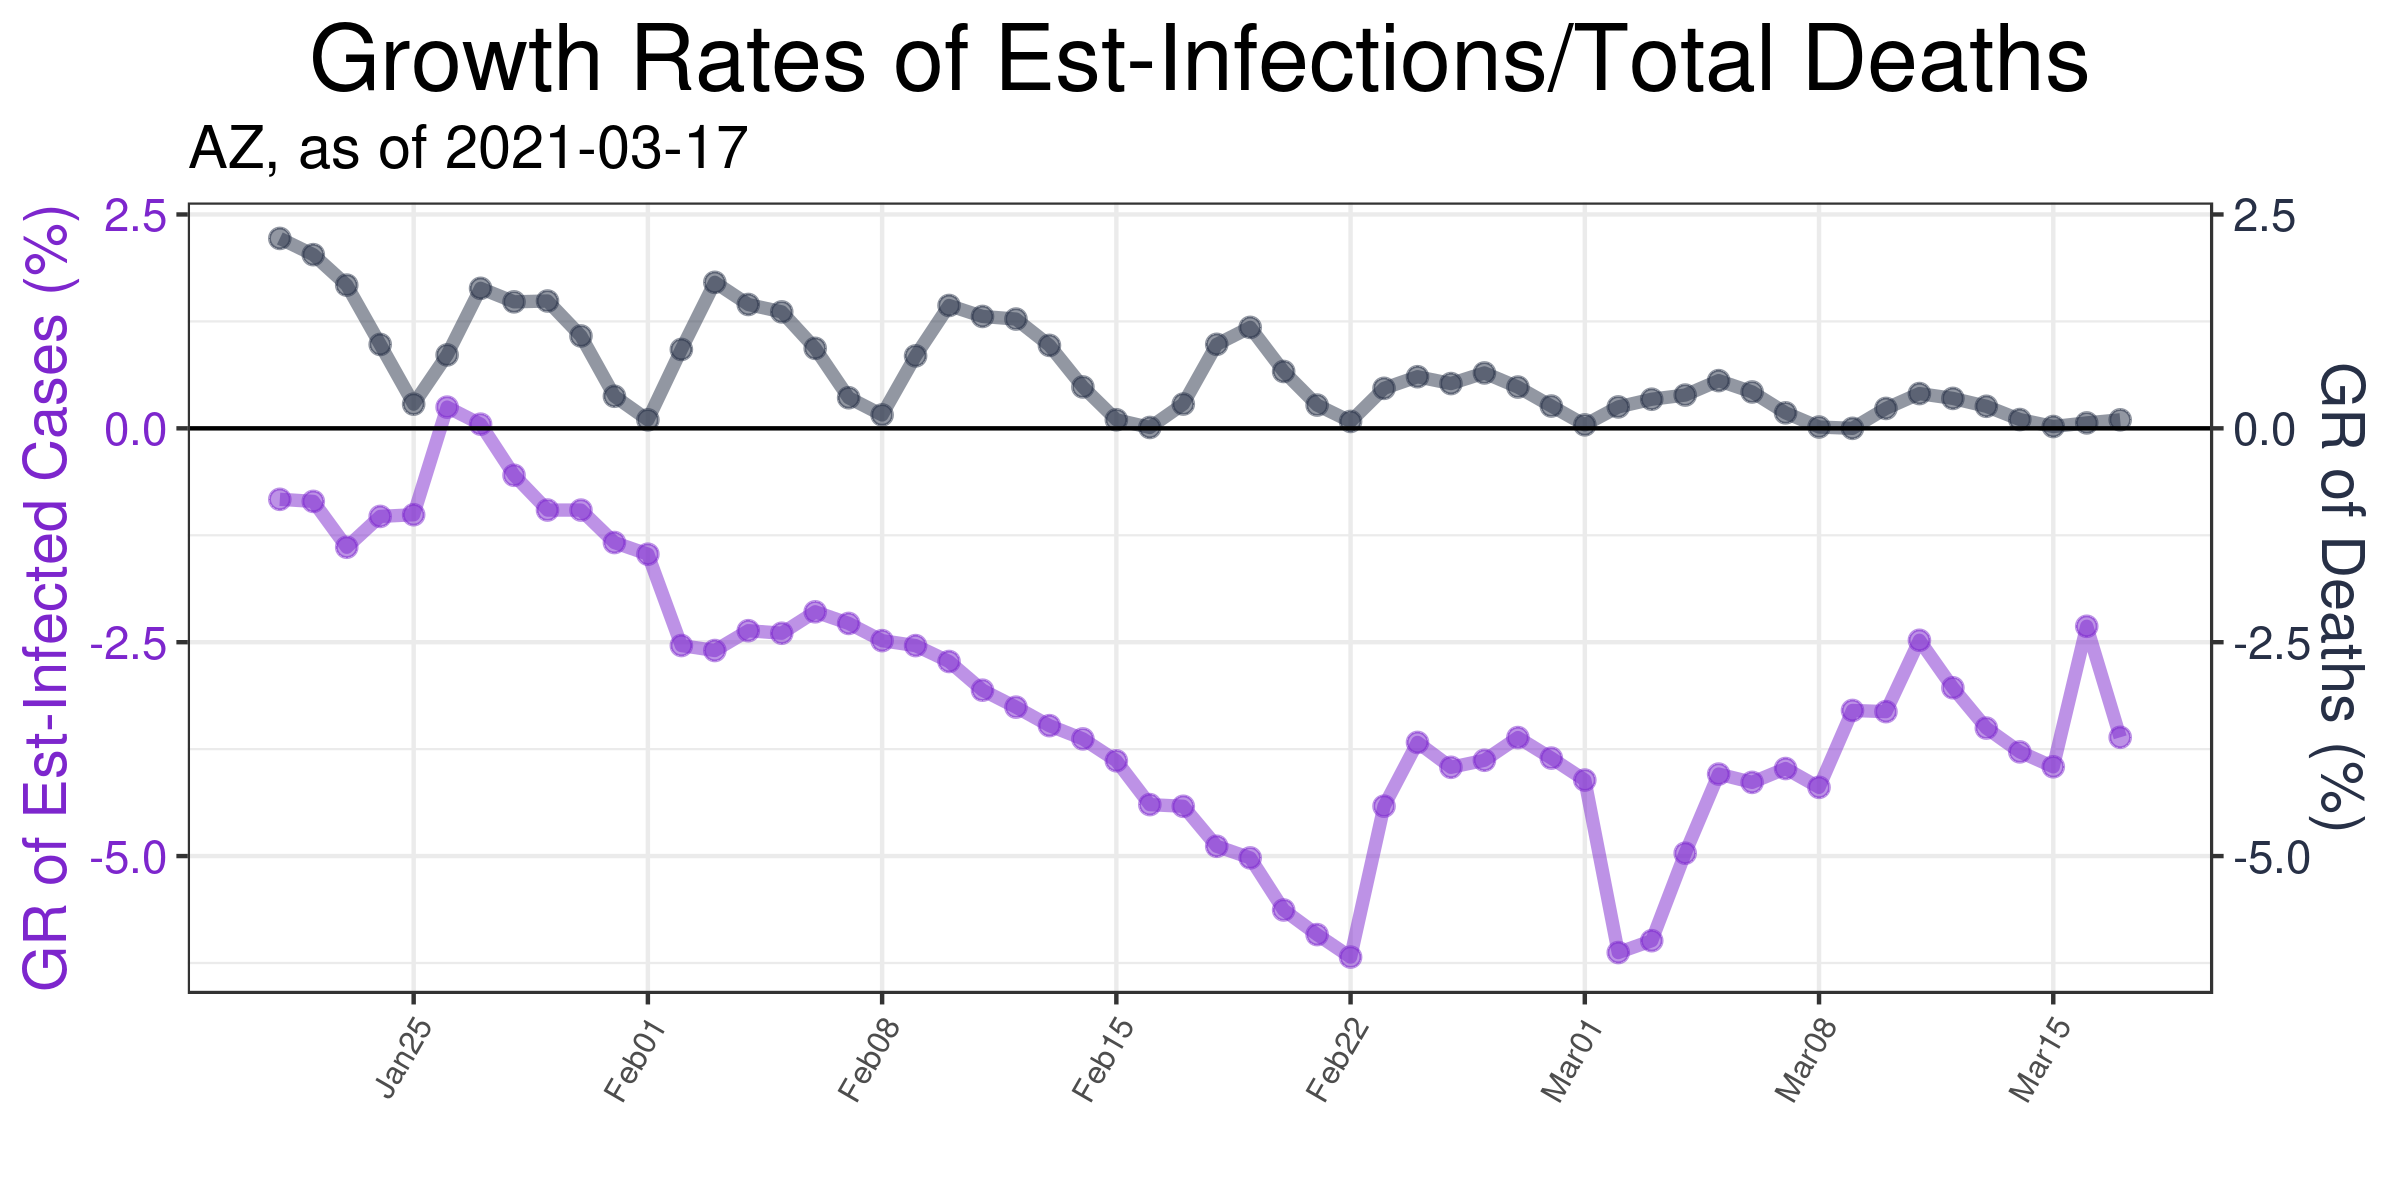 Growth Rates of Est-Infections/Total Deaths
AZ, as of 2021-03-17
GR of Est-Infected Cases (%)
2.5
0.0
-2.5
-5.0
2.5
0.0
-2.5
-5.0
GR of Deaths (%)
Jan25
Feb01
Feb08
Feb15
Feb22
Mar01
Mar08
Mar15